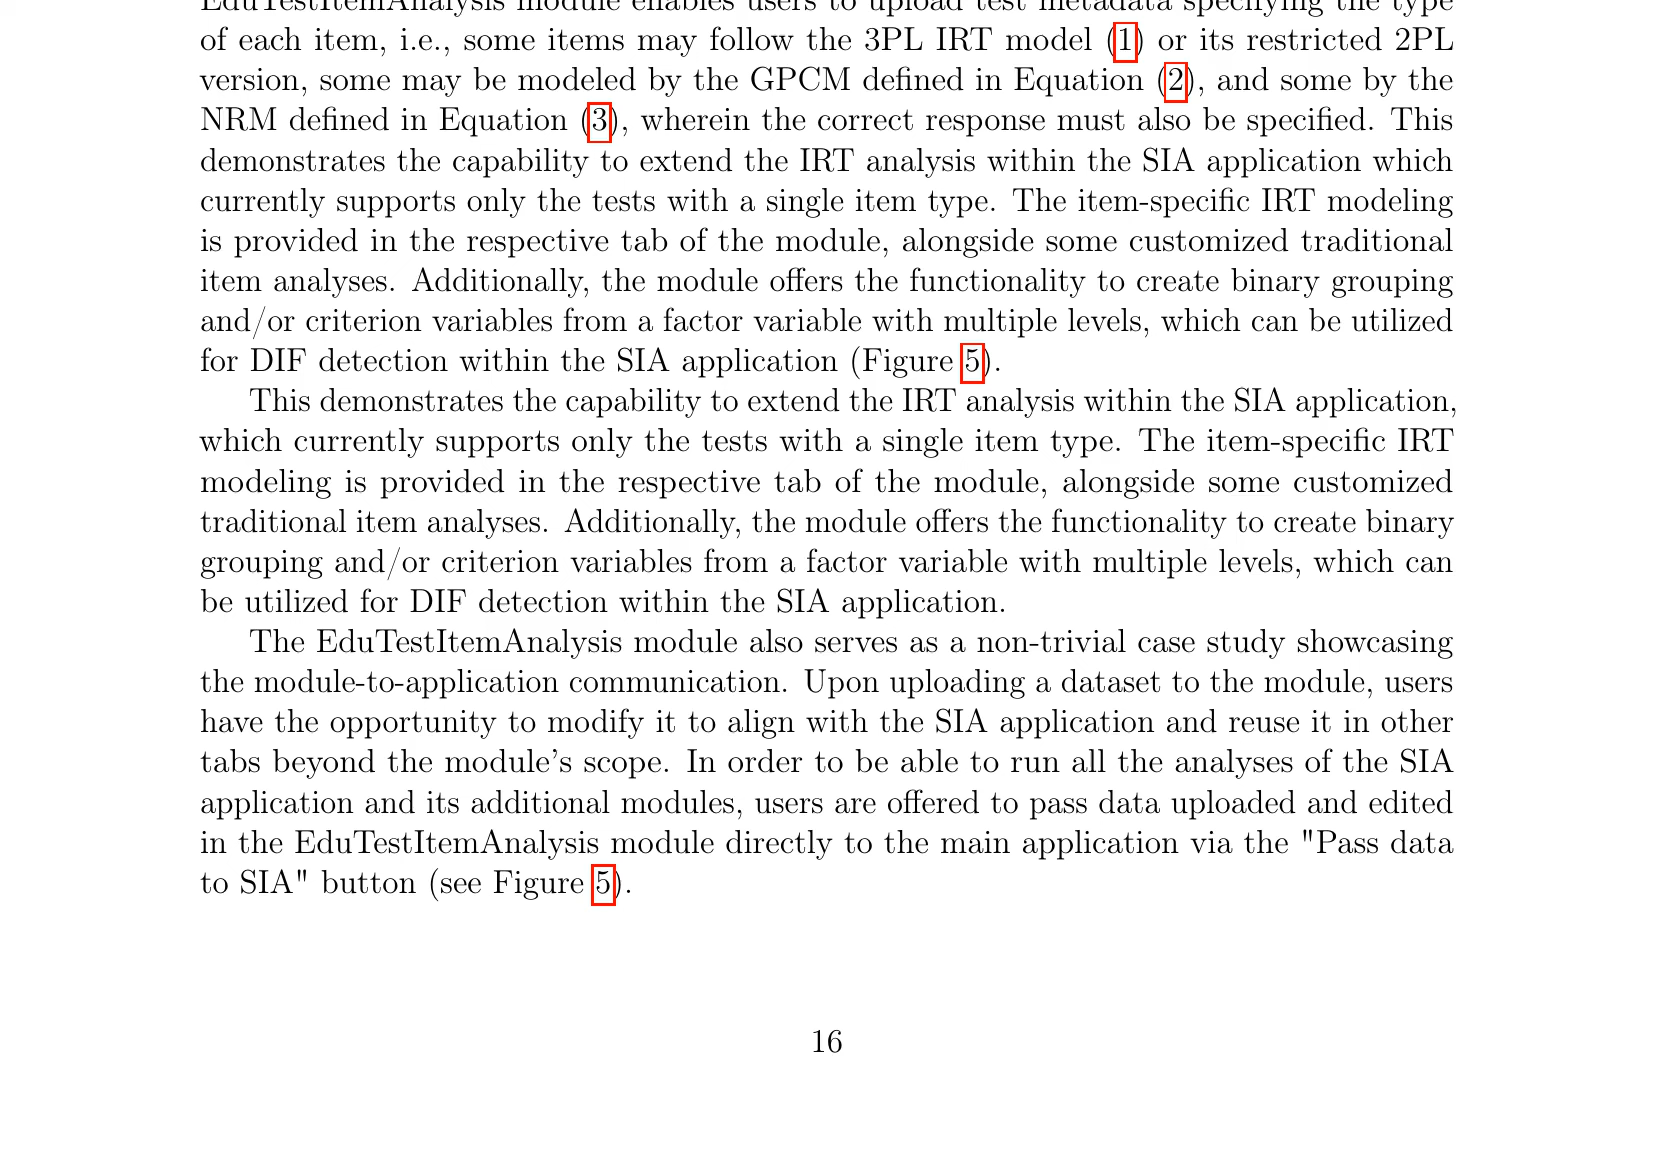 EduTestItemAnalysis module enables users to upload test metadata specifying the type
of each item, i.e., some items may follow the 3PL IRT model (1) or its restricted 2PL
version, some may be modeled by the GPCM defined in Equation (2), and some by the
NRM defined in Equation (3), wherein the correct response must also be specified. This
demonstrates the capability to extend the IRT analysis within the SIA application which
currently supports only the tests with a single item type. The item-specific IRT modeling
is provided in the respective tab of the module, alongside some customized traditional
item analyses. Additionally, the module offers the functionality to create binary grouping
and/or criterion variables from a factor variable with multiple levels, which can be utilized
for DIF detection within the SIA application (Figure 5).
This demonstrates the capability to extend the IRT analysis within the SIA application,
which currently supports only the tests with a single item type. The item-specific IRT
modeling is provided in the respective tab of the module, alongside some customized
traditional item analyses. Additionally, the module offers the functionality to create binary
grouping and/or criterion variables from a factor variable with multiple levels, which can
be utilized for DIF detection within the SIA application.
The EduTestItemAnalysis module also serves as a non-trivial case study showcasing
the module-to-application communication. Upon uploading a dataset to the module, users
have the opportunity to modify it to align with the SIA application and reuse it in other
tabs beyond the module's scope. In order to be able to run all the analyses of the SIA
application and its additional modules, users are offered to pass data uploaded and edited
in the EduTestItemAnalysis module directly to the main application via the "Pass data
to SIA" button (see Figure 5).
16